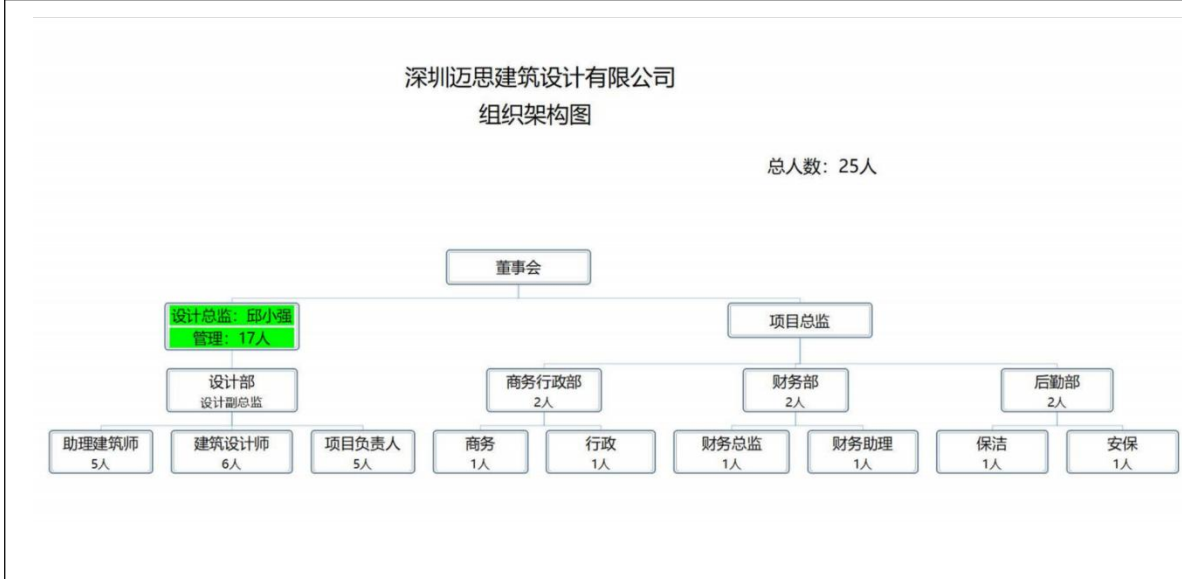 深圳迈思建筑设计有限公司
组织架构图
总人数：25人
董事会
设计总监：邱小强
管理：17人
项目总监
设计部
设计副总监
商务行政部
2人
财务部
2人
后勤部
2人
助理建筑师
5人
建筑设计师
6人
项目负责人
5人
商务
1人
行政
1人
财务总监
1人
财务助理
1人
保洁
1人
安保
1人